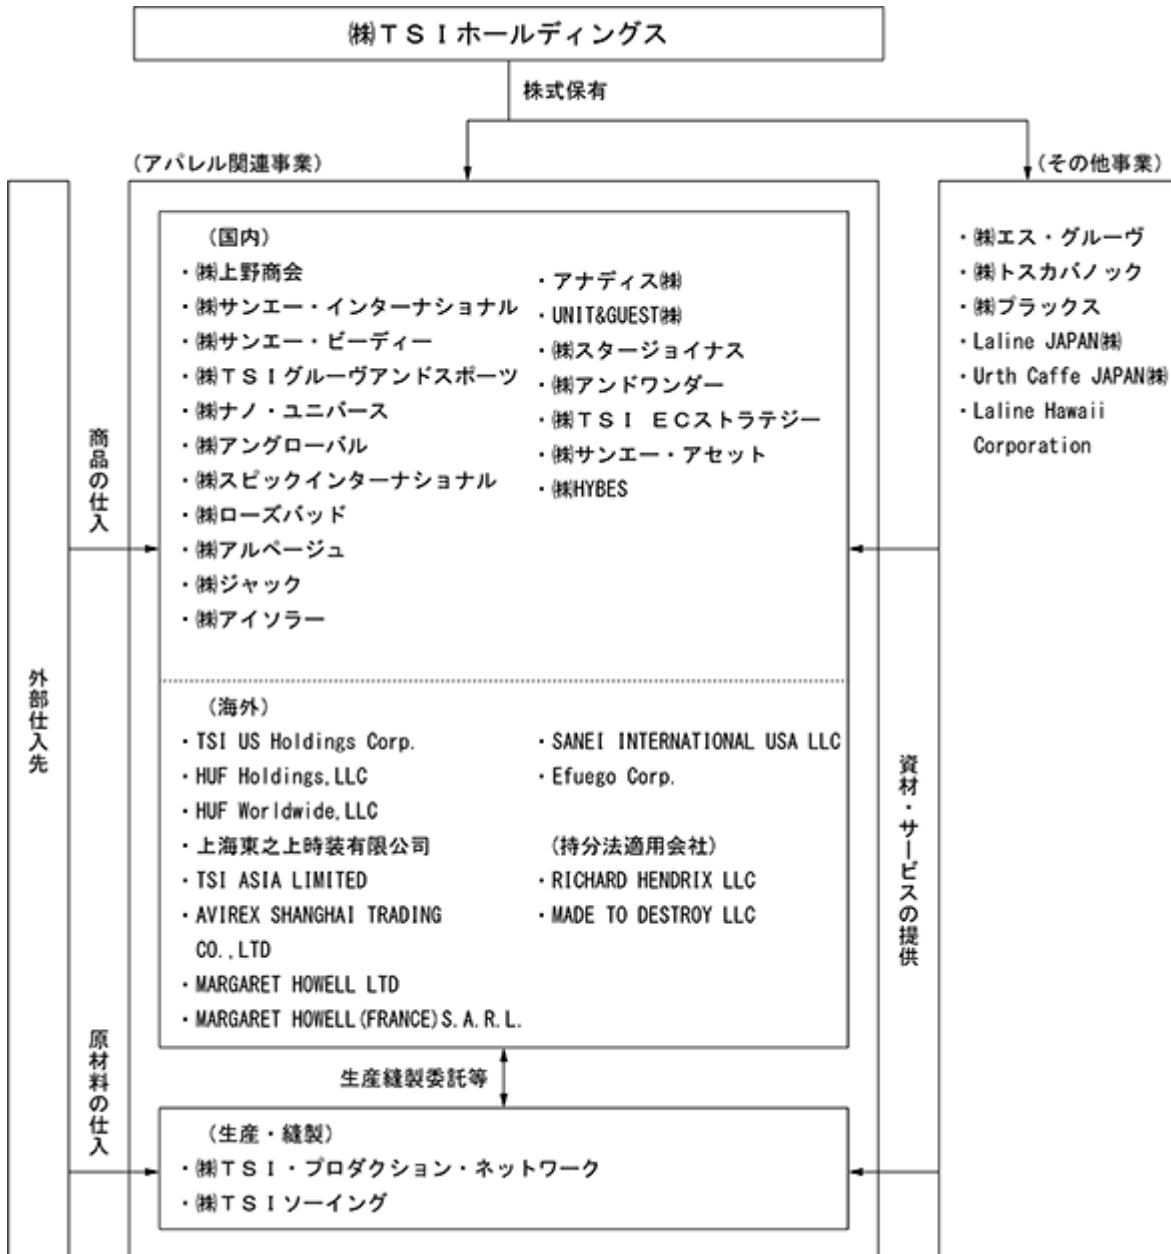 ㈱ＴＳＩホールディングス
株式保有
（アパレル関連事業）
（その他事業）
外部仕入先
商品の仕入
原材料の仕入
（国内）
・㈱上野商会
・㈱サンエー・インターナショナル
・㈱サンエー・ビーディー
・㈱ＴＳＩグルーヴアンドスポーツ
・㈱ナノ・ユニバース
・㈱アングローバル
・㈱スピックインターナショナル
・㈱ローズバッド
・㈱アルページュ
・㈱ジャック
・㈱アイソラー
・アナディス㈱
・UNIT&GUEST㈱
・㈱スタージョイナス
・㈱アンドワンダー
・㈱ＴＳＩ ＥＣストラテジー
・㈱サンエー・アセット
・㈱HYBES
（海外）
・TSI US Holdings Corp.
・HUF Holdings,LLC
・HUF Worldwide,LLC
・上海東之上時装有限公司
・TSI ASIA LIMITED
・AVIREX SHANGHAI TRADING
CO.,LTD
・MARGARET HOWELL LTD
・MARGARET HOWELL(FRANCE)S.A.R.L.
・SANEI INTERNATIONAL USA LLC
・Efuego Corp.
（持分法適用会社）
・RICHARD HENDRIX LLC
・MADE TO DESTROY LLC
生産縫製委託等
（生産・縫製）
・㈱ＴＳＩ・プロダクション・ネットワーク
・㈱ＴＳＩソーイング
資材・サービスの提供
・㈱エス・グルーヴ
・㈱トスカバノック
・㈱プラックス
・Laline JAPAN㈱
・Urth Caffe JAPAN㈱
・Laline Hawaii
Corporation